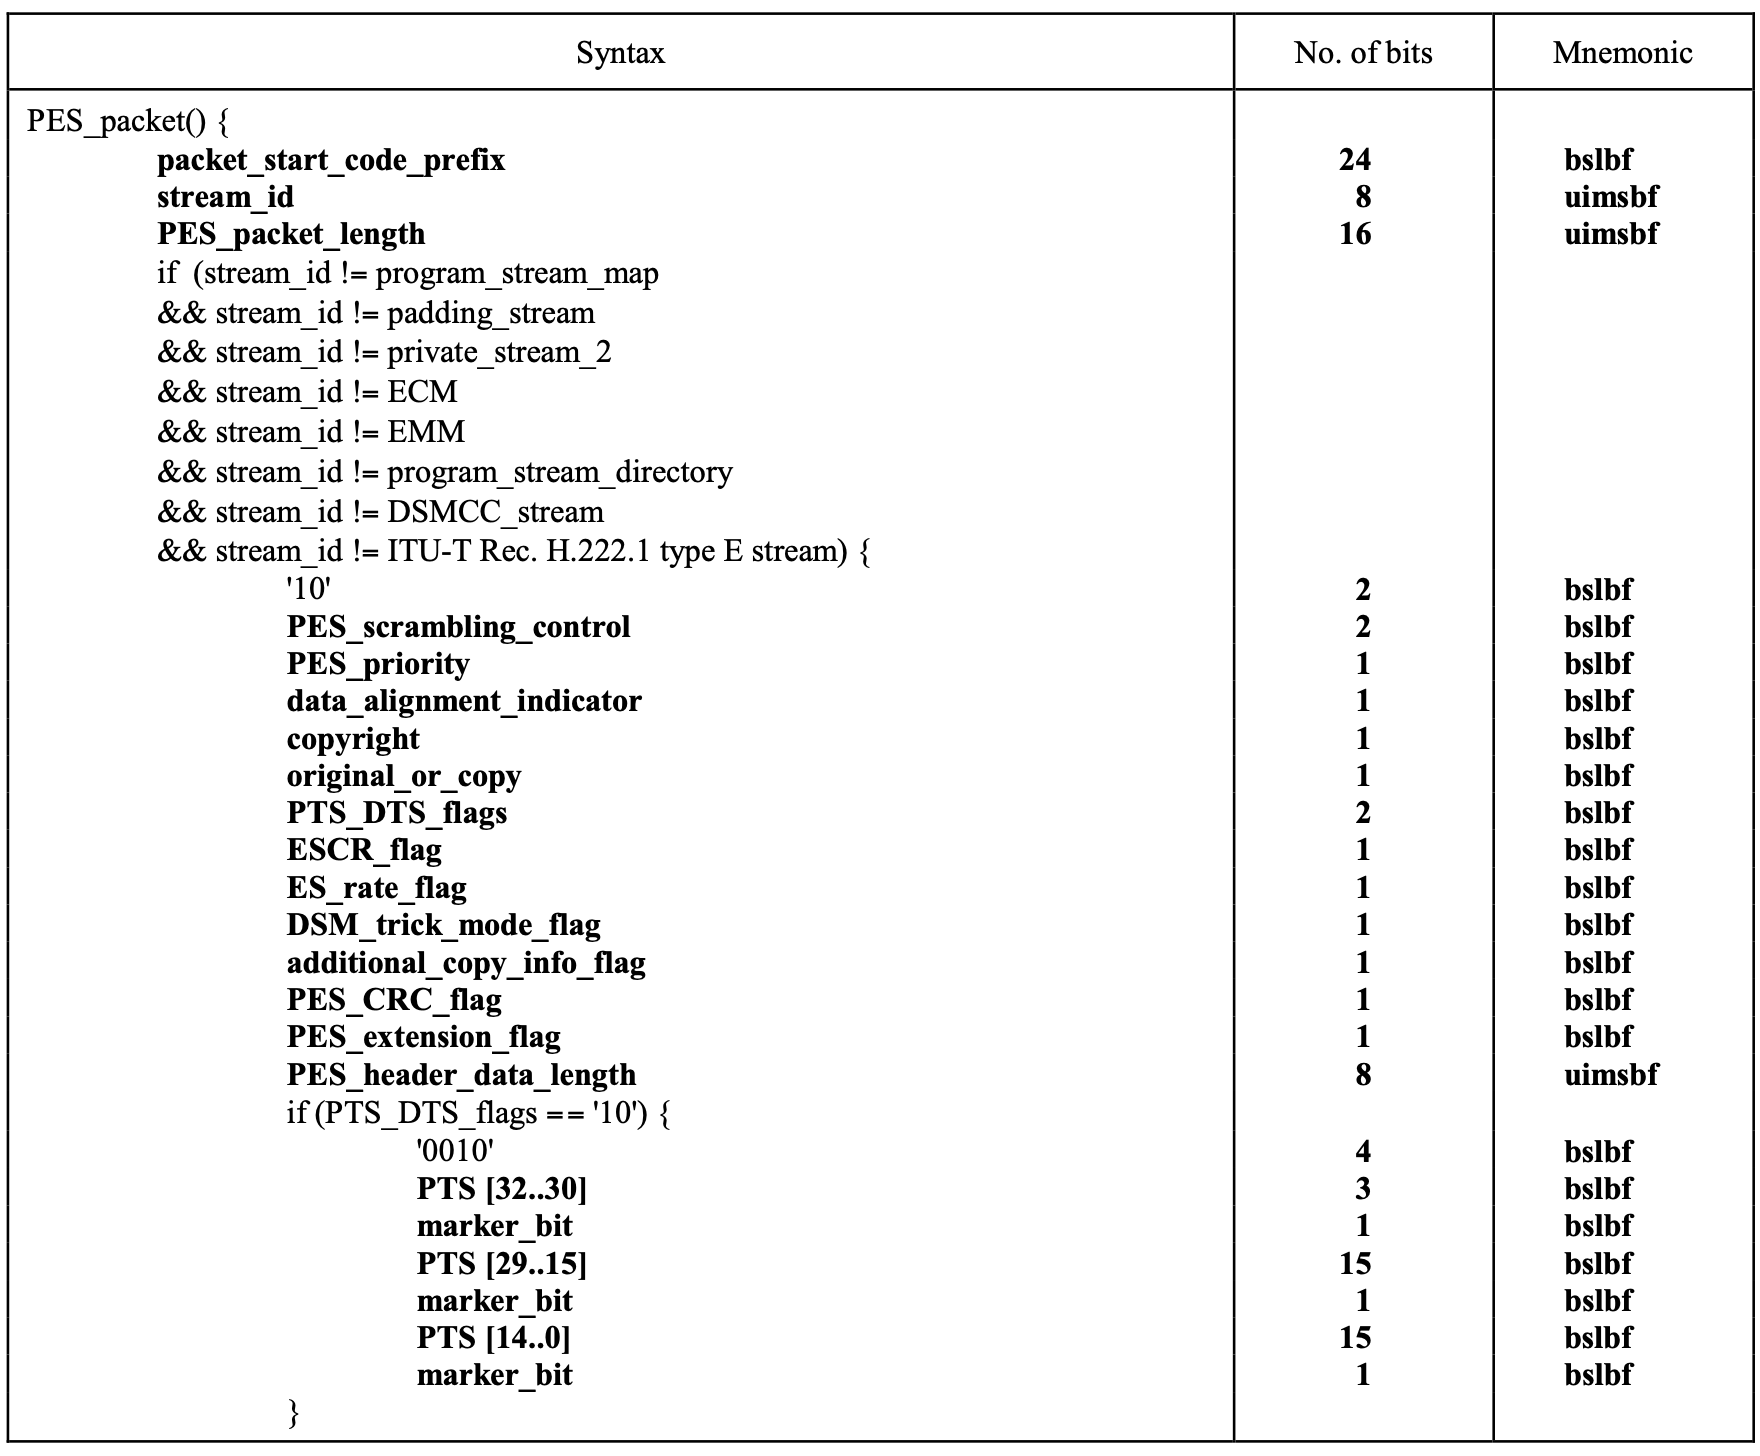 Syntax No. of bits Mnemonic
PES_packet() {
packet_start_code_prefix 24 bslbf
stream_id 8 uimsbf
PES_packet_length 16 uimsbf
if (stream_id != program_stream_map
&& stream_id != padding_stream
&& stream_id != private_stream_2
&& stream_id != ECM
&& stream_id != EMM
&& stream_id != program_stream_directory
&& stream_id != DSMCC_stream
&& stream_id != ITU-T Rec. H.222.1 type E stream) {
'10' 2 bslbf
PES_scrambling_control 2 bslbf
PES_priority 1 bslbf
data_alignment_indicator 1 bslbf
copyright 1 bslbf
original_or_copy 1 bslbf
PTS_DTS_flags 2 bslbf
ESCR_flag 1 bslbf
ES_rate_flag 1 bslbf
DSM_trick_mode_flag 1 bslbf
additional_copy_info_flag 1 bslbf
PES_CRC_flag 1 bslbf
PES_extension_flag 1 bslbf
PES_header_data_length 8 uimsbf
if (PTS_DTS_flags == '10') {
'0010' 4 bslbf
PTS [32..30] 3 bslbf
marker_bit 1 bslbf
PTS [29..15] 15 bslbf
marker_bit 1 bslbf
PTS [14..0] 15 bslbf
marker_bit 1 bslbf
}